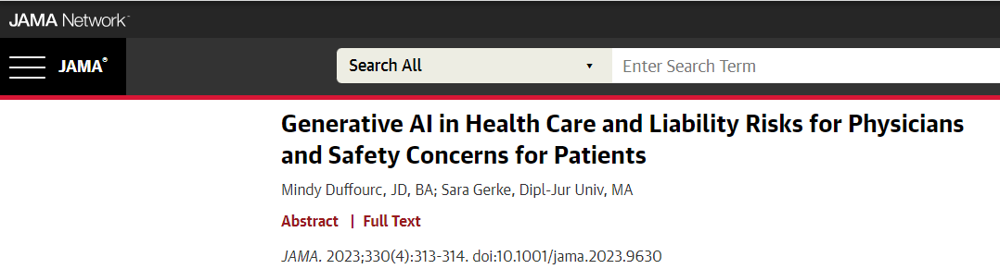 JAMA Network™
JAMA®
Search All
Enter Search Term
Generative AI in Health Care and Liability Risks for Physicians
and Safety Concerns for Patients
Mindy Duffourc, JD, BA; Sara Gerke, Dipl-Jur Univ, MA
Abstract | Full Text
JAMA. 2023;330(4):313-314. doi:10.1001/jama.2023.9630